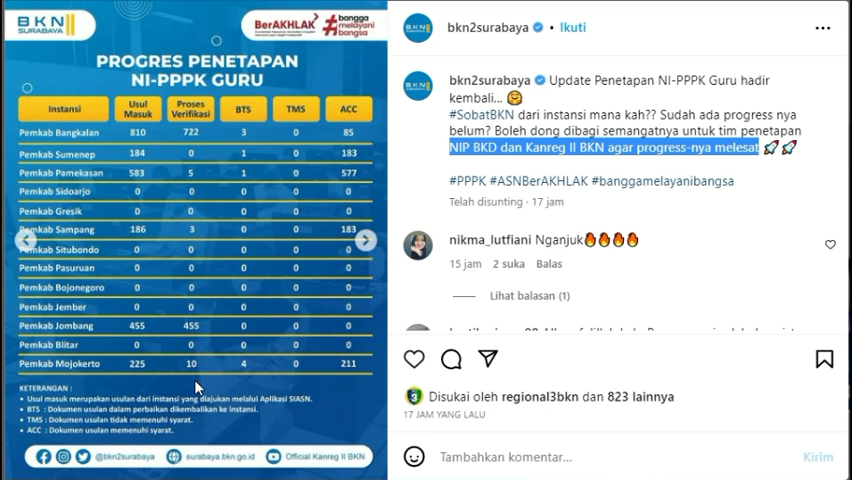 BKN
SURABAYA
BerAKHLAK
#bangga
melayani
bangsa
PROGRES PENETAPAN
NI-PPPK GURU
Instansi Usul Masuk Proses Verifikasi BTS TMS ACC
Pemkab Bangkalan 810 722 3 0 85
Pemkab Sumenep 184 0 1 0 183
Pemkab Pamekasan 583 5 1 0 577
Pemkab Sidoarjo 0 0 0 0 0
Pemkab Gresik 0 0 0 0 0
Pemkab Sampang 186 3 0 0 183
Pemkab Situbondo 0 0 0 0 0
Pemkab Pasuruan 0 0 0 0 0
Pemkab Bojonegoro 0 0 0 0 0
Pemkab Jember 0 0 0 0 0
Pemkab Jombang 455 455 0 0 0
Pemkab Blitar 0 0 0 0 0
Pemkab Mojokerto 225 10 4 0 211
KETERANGAN :
• Usul masuk merupakan usulan dari instansi yang diajukan melalui Aplikasi SIASN.
• BTS : Dokumen usulan dalam perbaikan dikembalikan ke instansi.
• TMS : Dokumen usulan tidak memenuhi syarat.
• ACC : Dokumen usulan memenuhi syarat.
@bkn2surabaya surabaya.bkn.go.id Official Kanreg II BKN
bkn2surabaya Ikuti
bkn2surabaya Update Penetapan NI-PPPK Guru hadir
kembali... 🤗
#SobatBKN dari instansi mana kah?? Sudah ada progress nya
belum? Boleh dong dibagi semangatnya untuk tim penetapan
NIP BKD dan Kanreg II BKN agar progress-nya melesat 🚀🚀
#PPPK #ASNBerAKHLAK #banggamelayanibangsa
Telah disunting • 17 jam
nikma_lutfiani Nganjuk🔥🔥🔥🔥
15 jam 2 suka Balas
Lihat balasan (1)
Disukai oleh regional3bkn dan 823 lainnya
17 JAM YANG LALU
Tambahkan komentar... Kirim